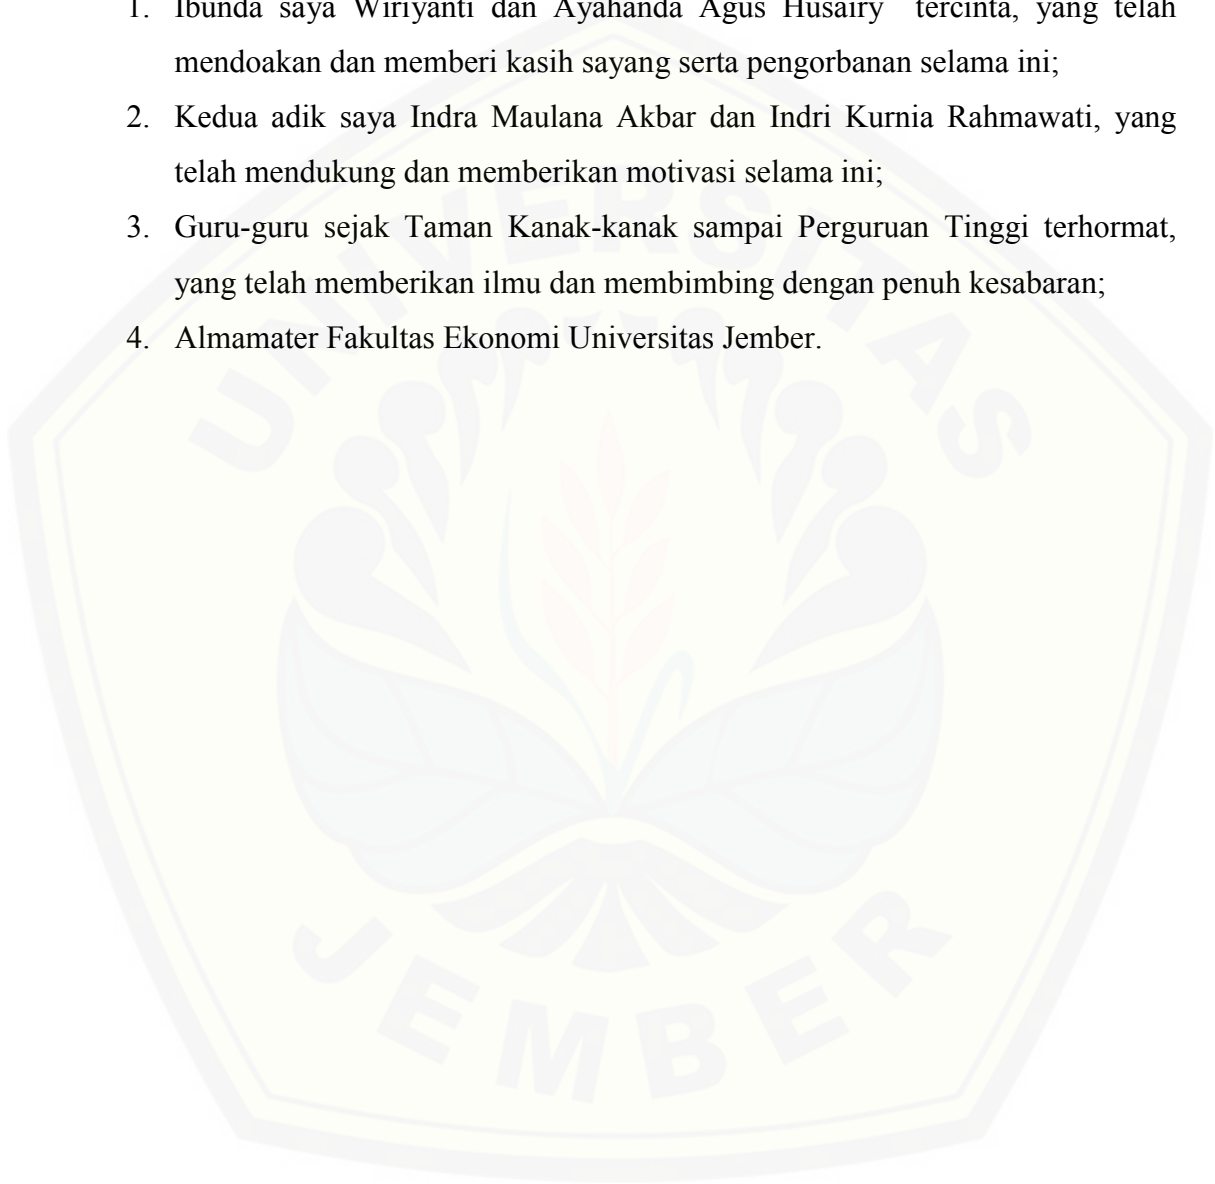 1. Ibunda saya Wiriyanti dan Ayahanda Agus Husairy tercinta, yang telah
mendoakan dan memberi kasih sayang serta pengorbanan selama ini;
2. Kedua adik saya Indra Maulana Akbar dan Indri Kurnia Rahmawati, yang
telah mendukung dan memberikan motivasi selama ini;
3. Guru-guru sejak Taman Kanak-kanak sampai Perguruan Tinggi terhormat,
yang telah memberikan ilmu dan membimbing dengan penuh kesabaran;
4. Almamater Fakultas Ekonomi Universitas Jember.
UNIVERSITAS
JEMBER